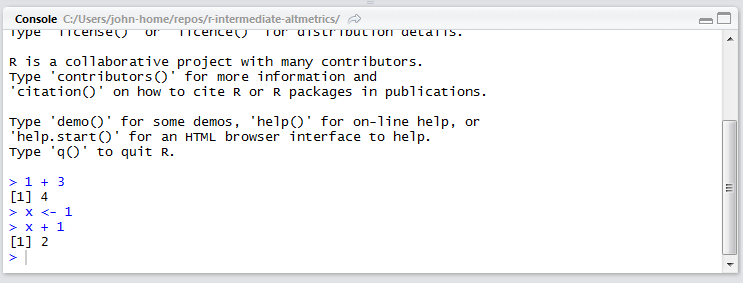 Console C:/Users/john-home/repos/r-intermediate-altmetrics/
Type 'license()' or 'licence()' for distribution details.
R is a collaborative project with many contributors.
Type 'contributors()' for more information and
'citation()' on how to cite R or R packages in publications.
Type 'demo()' for some demos, 'help()' for on-line help, or
'help.start()' for an HTML browser interface to help.
Type 'q()' to quit R.
> 1 + 3
[1] 4
> x <- 1
> x + 1
[1] 2
>